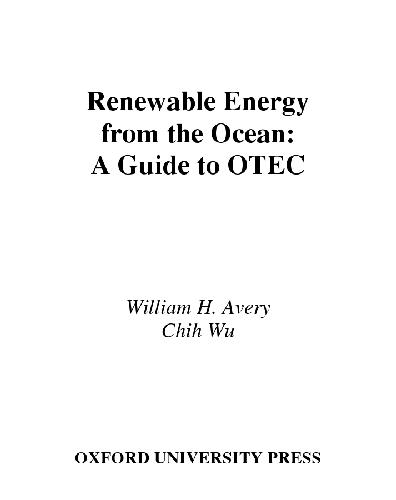 Renewable Energy
from the Ocean:
A Guide to OTEC
William H. Avery
Chih Wu
OXFORD UNIVERSITY PRESS